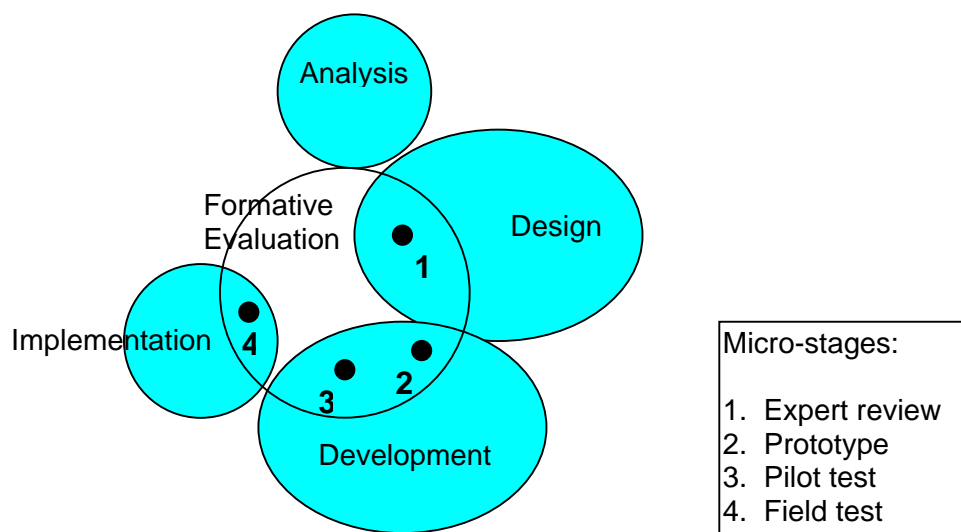 Analysis
Formative
Evaluation
Design
1
Implementation
4
2
3
Development
Micro-stages:
1. Expert review
2. Prototype
3. Pilot test
4. Field test